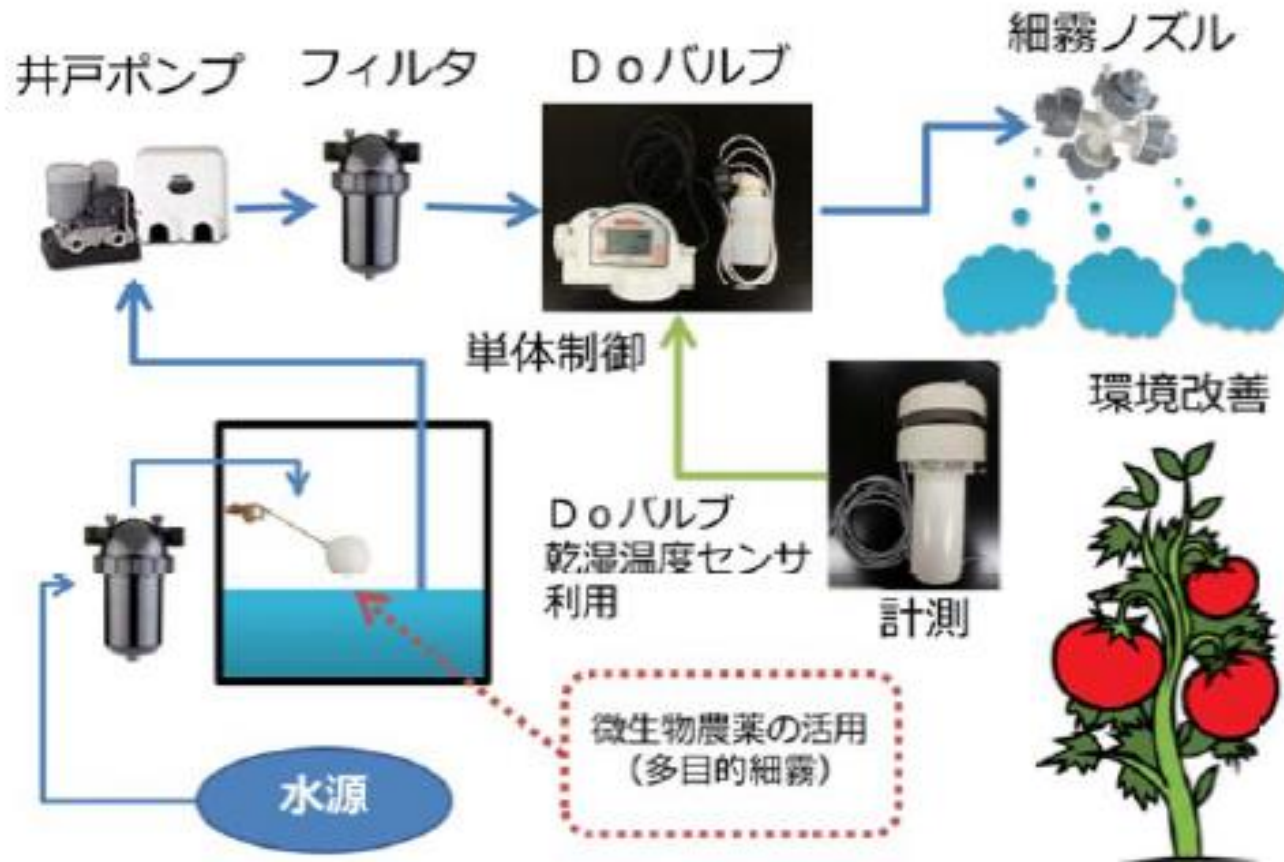 井戸ポンプ
フィルタ
Ｄｏバルブ
細霧ノズル
単体制御
環境改善
Ｄｏバルブ
乾湿温度センサ
利用
計測
微生物農薬の活用
（多目的細霧）
水源